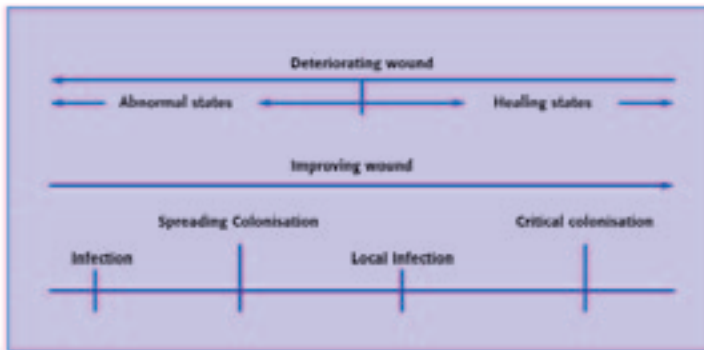 Deteriorating wound
Abnormal states Healing states
Improving wound
Spreading Colonisation Critical colonisation
Infection Local Infection